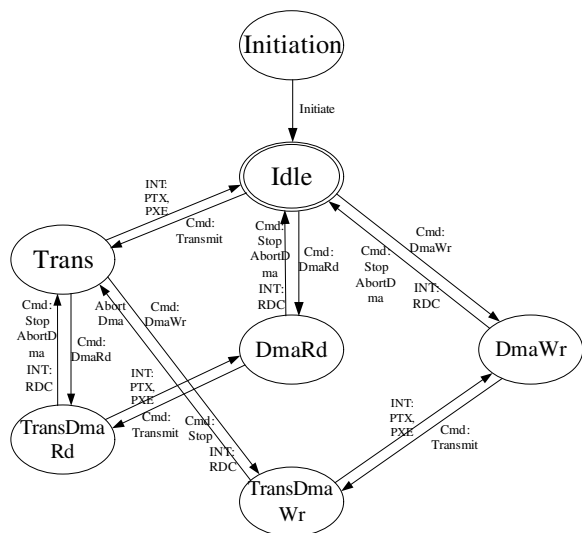 Initiation
Initiate
Idle
INT:
PTX,
PXE
Cmd:
Transmit
Cmd:
Stop
AbortD
ma
INT:
RDC
Cmd:
DmaRd
Cmd:
DmaWr
Cmd:
Stop
AbortD
ma
INT:
RDC
Trans
Cmd:
Stop
AbortD
ma
INT:
RDC
Cmd:
DmaRd
Abort
Dma
Cmd:
DmaWr
DmaRd
DmaWr
INT:
PTX,
PXE
Cmd:
Transmit
Cmd:
Stop
INT:
RDC
INT:
PTX,
PXE
Cmd:
Transmit
TransDma
Rd
TransDma
Wr